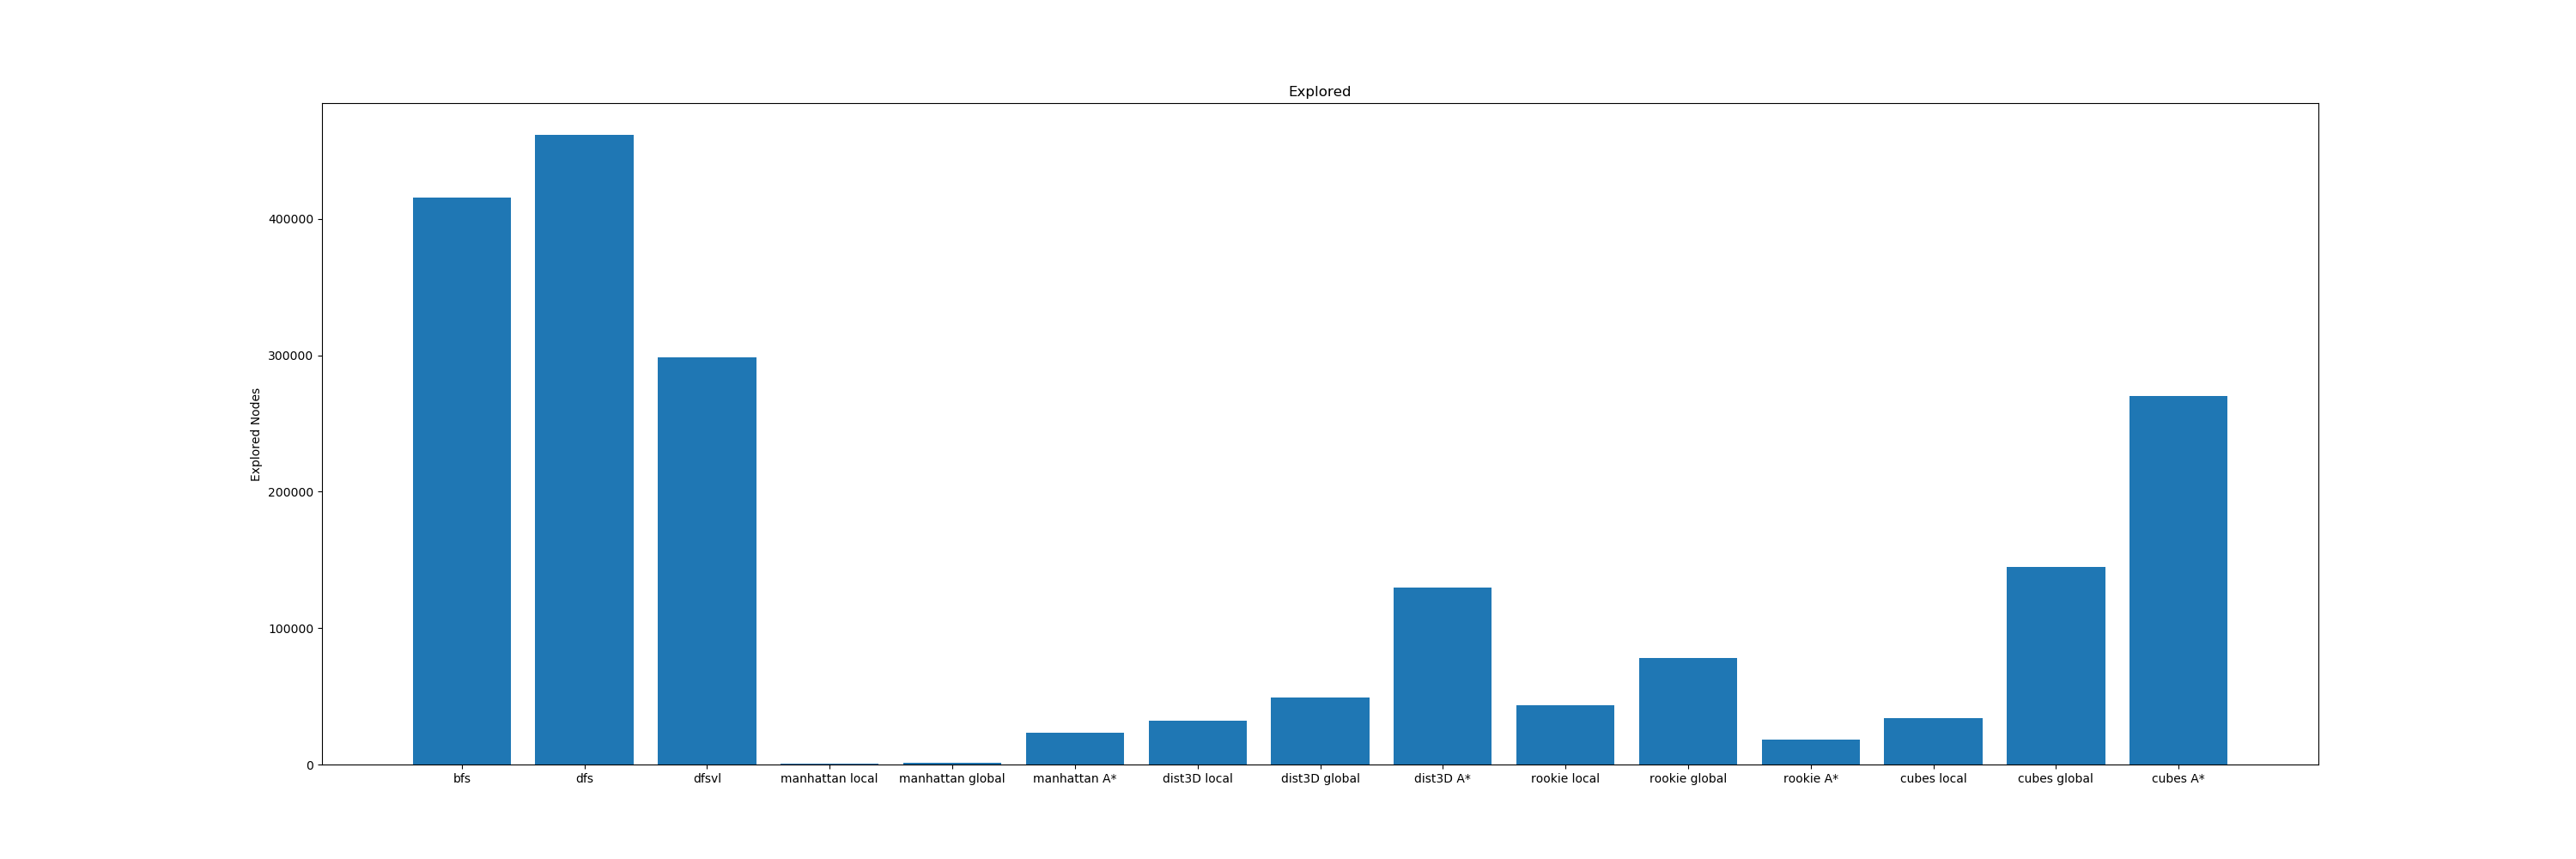 Explored
Explored Nodes
400000
300000
200000
100000
0
bfs dfs dfsvl manhattan local manhattan global manhattan A* dist3D local dist3D global dist3D A* rookie local rookie global rookie A* cubes local cubes global cubes A*